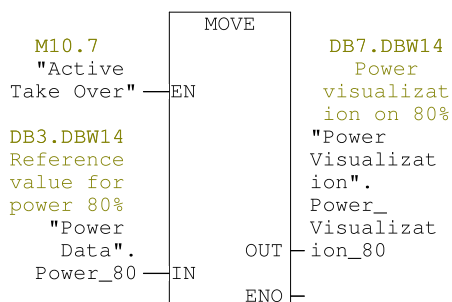 MOVE
M10.7
"Active
Take Over"
EN
DB3.DBW14
Reference
value for
power 80%
"Power
Data".
Power_80
IN
DB7.DBW14
Power
visualizat
ion on 80%
"Power
Visualizat
ion".
Power_
Visualizat
ion_80
OUT
ENO